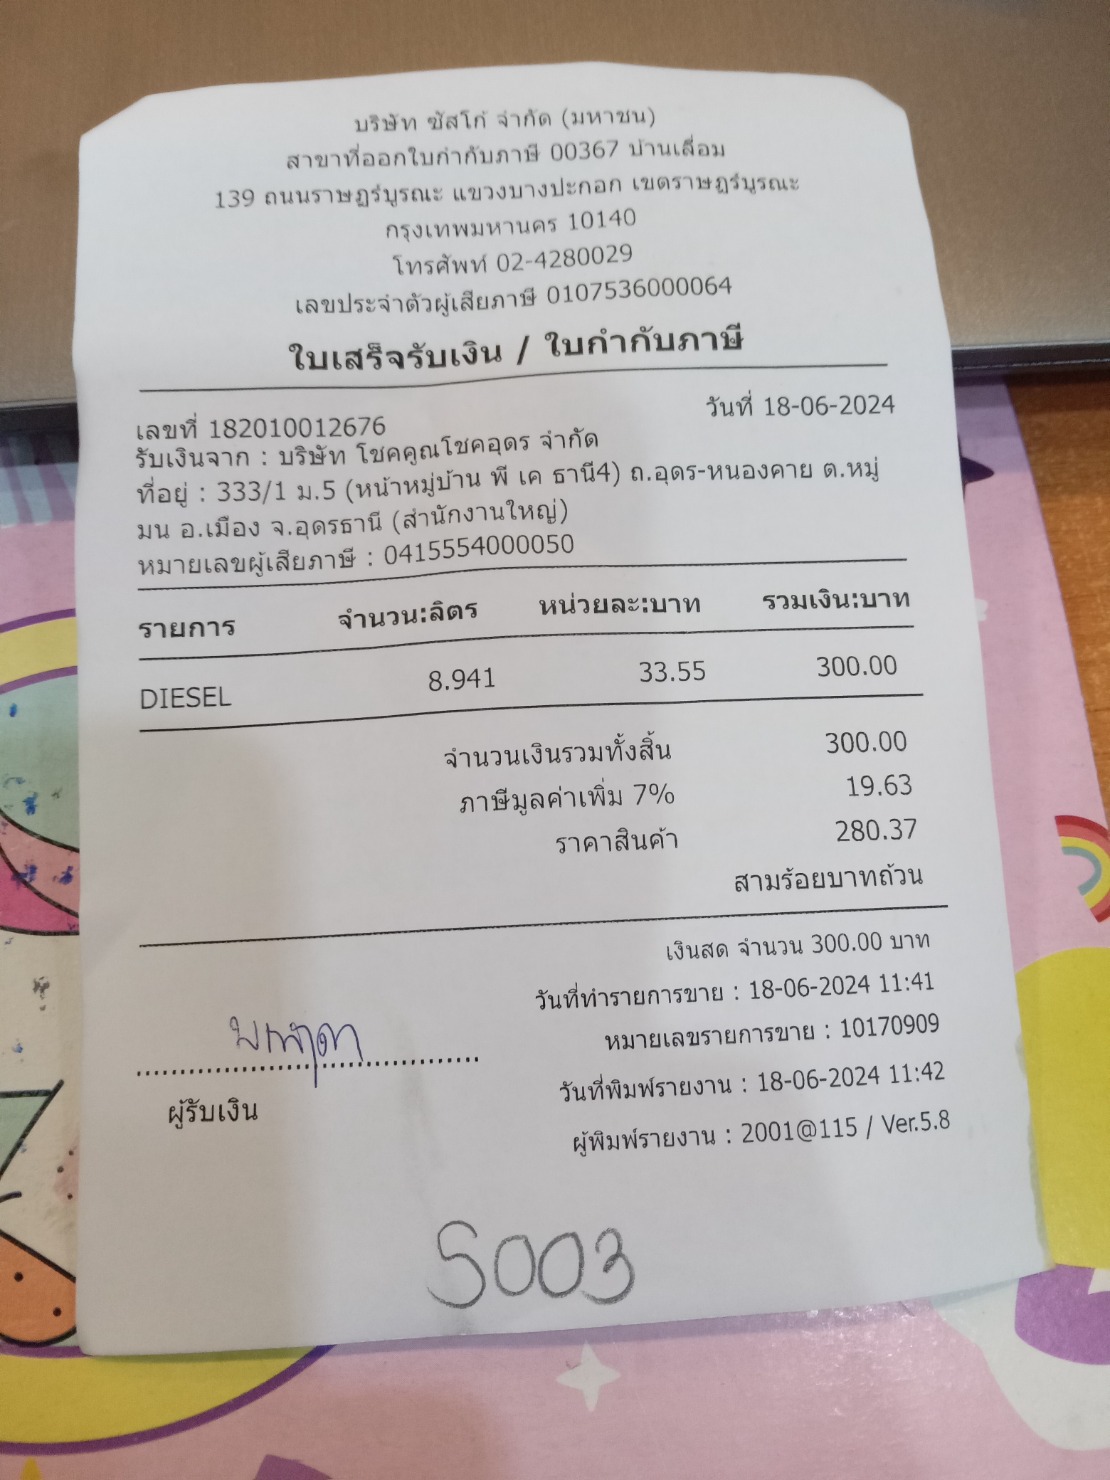 บริษัท ซัสโก้ จำกัด (มหาชน)
สาขาที่ออกใบกำกับภาษี 00367 บ้านเลื่อม
139 ถนนราษฎร์บูรณะ แขวงบางปะกอก เขตราษฎร์บูรณะ
กรุงเทพมหานคร 10140
โทรศัพท์ 02-4280029
เลขประจำตัวผู้เสียภาษี 0107536000064
ใบเสร็จรับเงิน / ใบกำกับภาษี
เลขที่ 182010012676 วันที่ 18-06-2024
รับเงินจาก : บริษัท โชคคูณโชคอุดร จำกัด
ที่อยู่ : 333/1 ม.5 (หน้าหมู่บ้าน พี เค ธานี4) ถ.อุดร-หนองคาย ต.หมู
มน อ.เมือง จ.อุดรธานี (สำนักงานใหญ่)
หมายเลขผู้เสียภาษี : 0415554000050
รายการ จำนวน:ลิตร หน่วยละ:บาท รวมเงิน:บาท
DIESEL 8.941 33.55 300.00
จำนวนเงินรวมทั้งสิ้น 300.00
ภาษีมูลค่าเพิ่ม 7% 19.63
ราคาสินค้า 280.37
สามร้อยบาทถ้วน
เงินสด จำนวน 300.00 บาท
วันที่ทำรายการขาย : 18-06-2024 11:41
หมายเลขรายการขาย : 10170909
วันที่พิมพ์รายงาน : 18-06-2024 11:42
ผู้รับเงิน
ผู้พิมพ์รายงาน : 2001@115 / Ver.5.8
S003